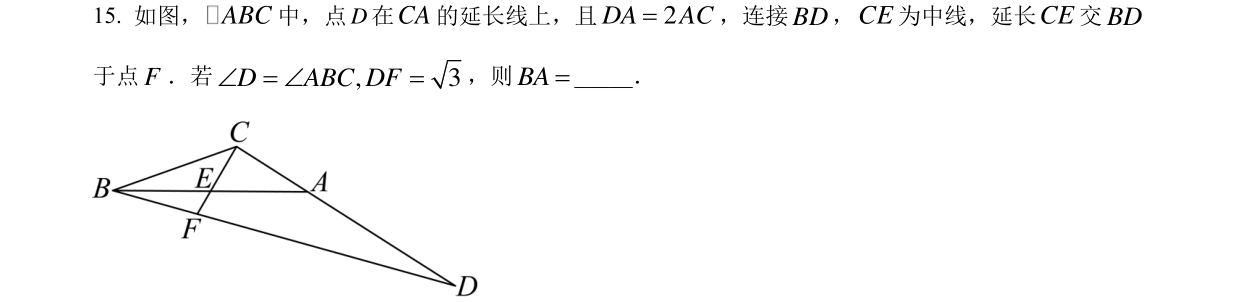 15. 如图，□ABC 中，点 D 在 CA 的延长线上，且 DA = 2AC，连接 BD，CE 为中线，延长 CE 交 BD
于点 F．若 ∠D = ∠ABC, DF = √3，则 BA = _____．
C
B
E
A
F
D